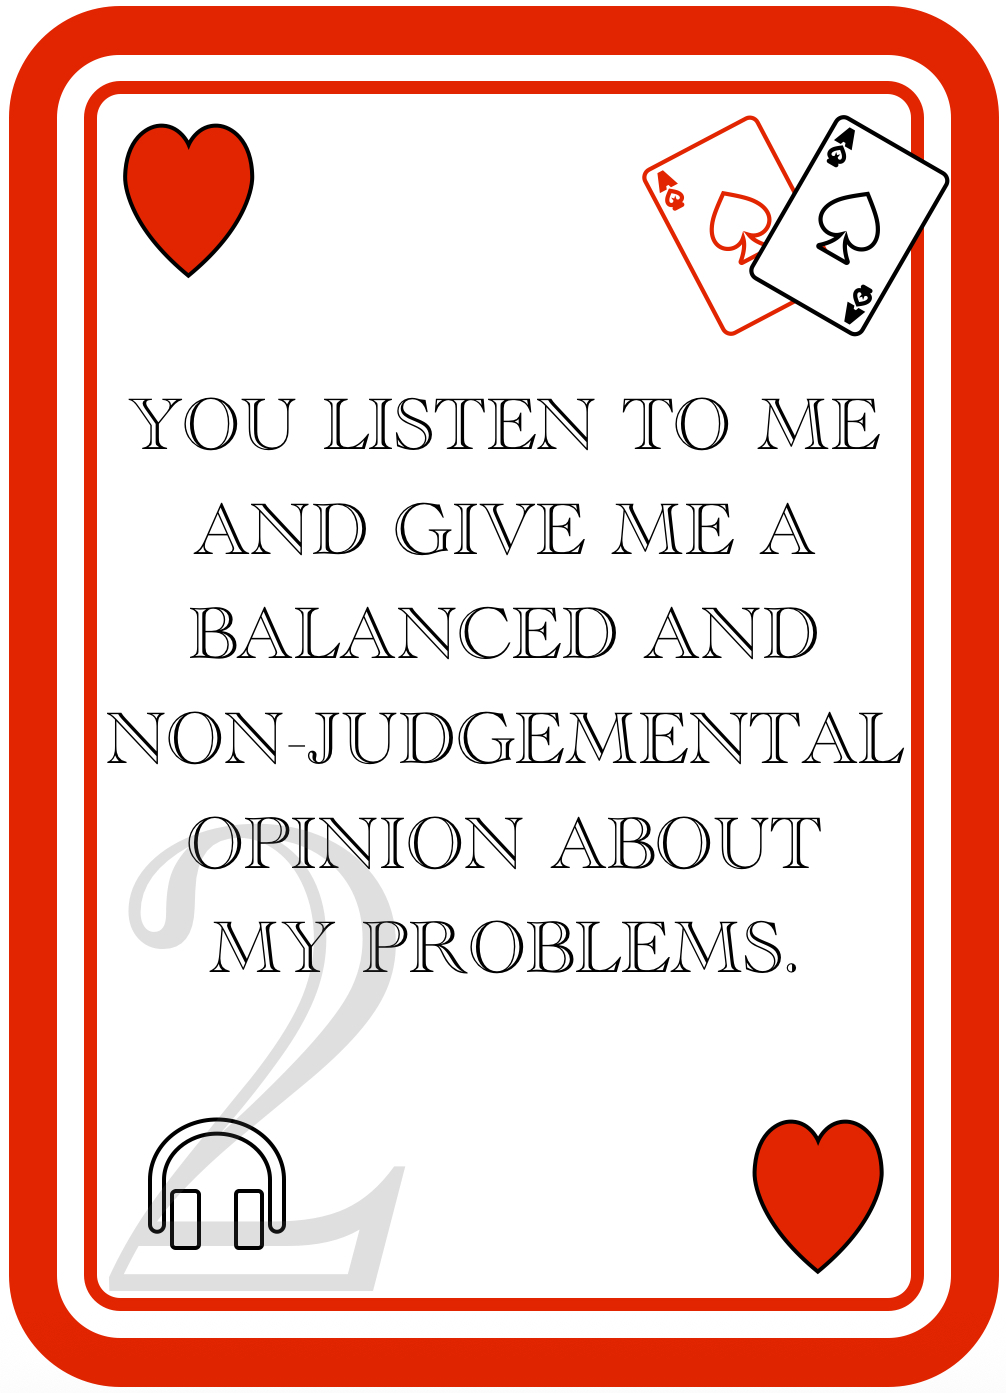 A
A
A
YOU LISTEN TO ME
AND GIVE ME A
BALANCED AND
NON-JUDGEMENTAL
OPINION ABOUT
MY PROBLEMS.
2